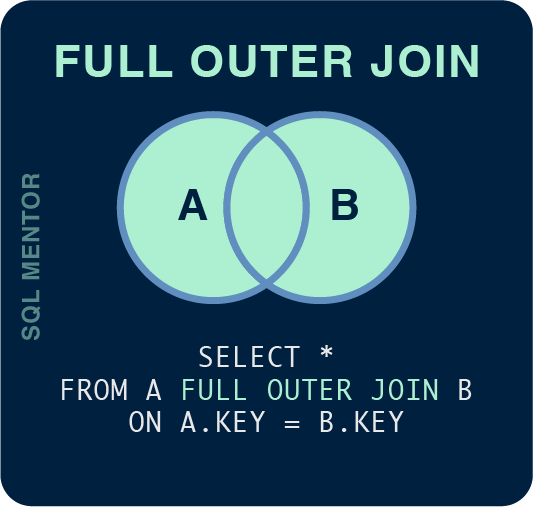 FULL OUTER JOIN
A B
SQL MENTOR
SELECT *
FROM A FULL OUTER JOIN B
ON A.KEY = B.KEY